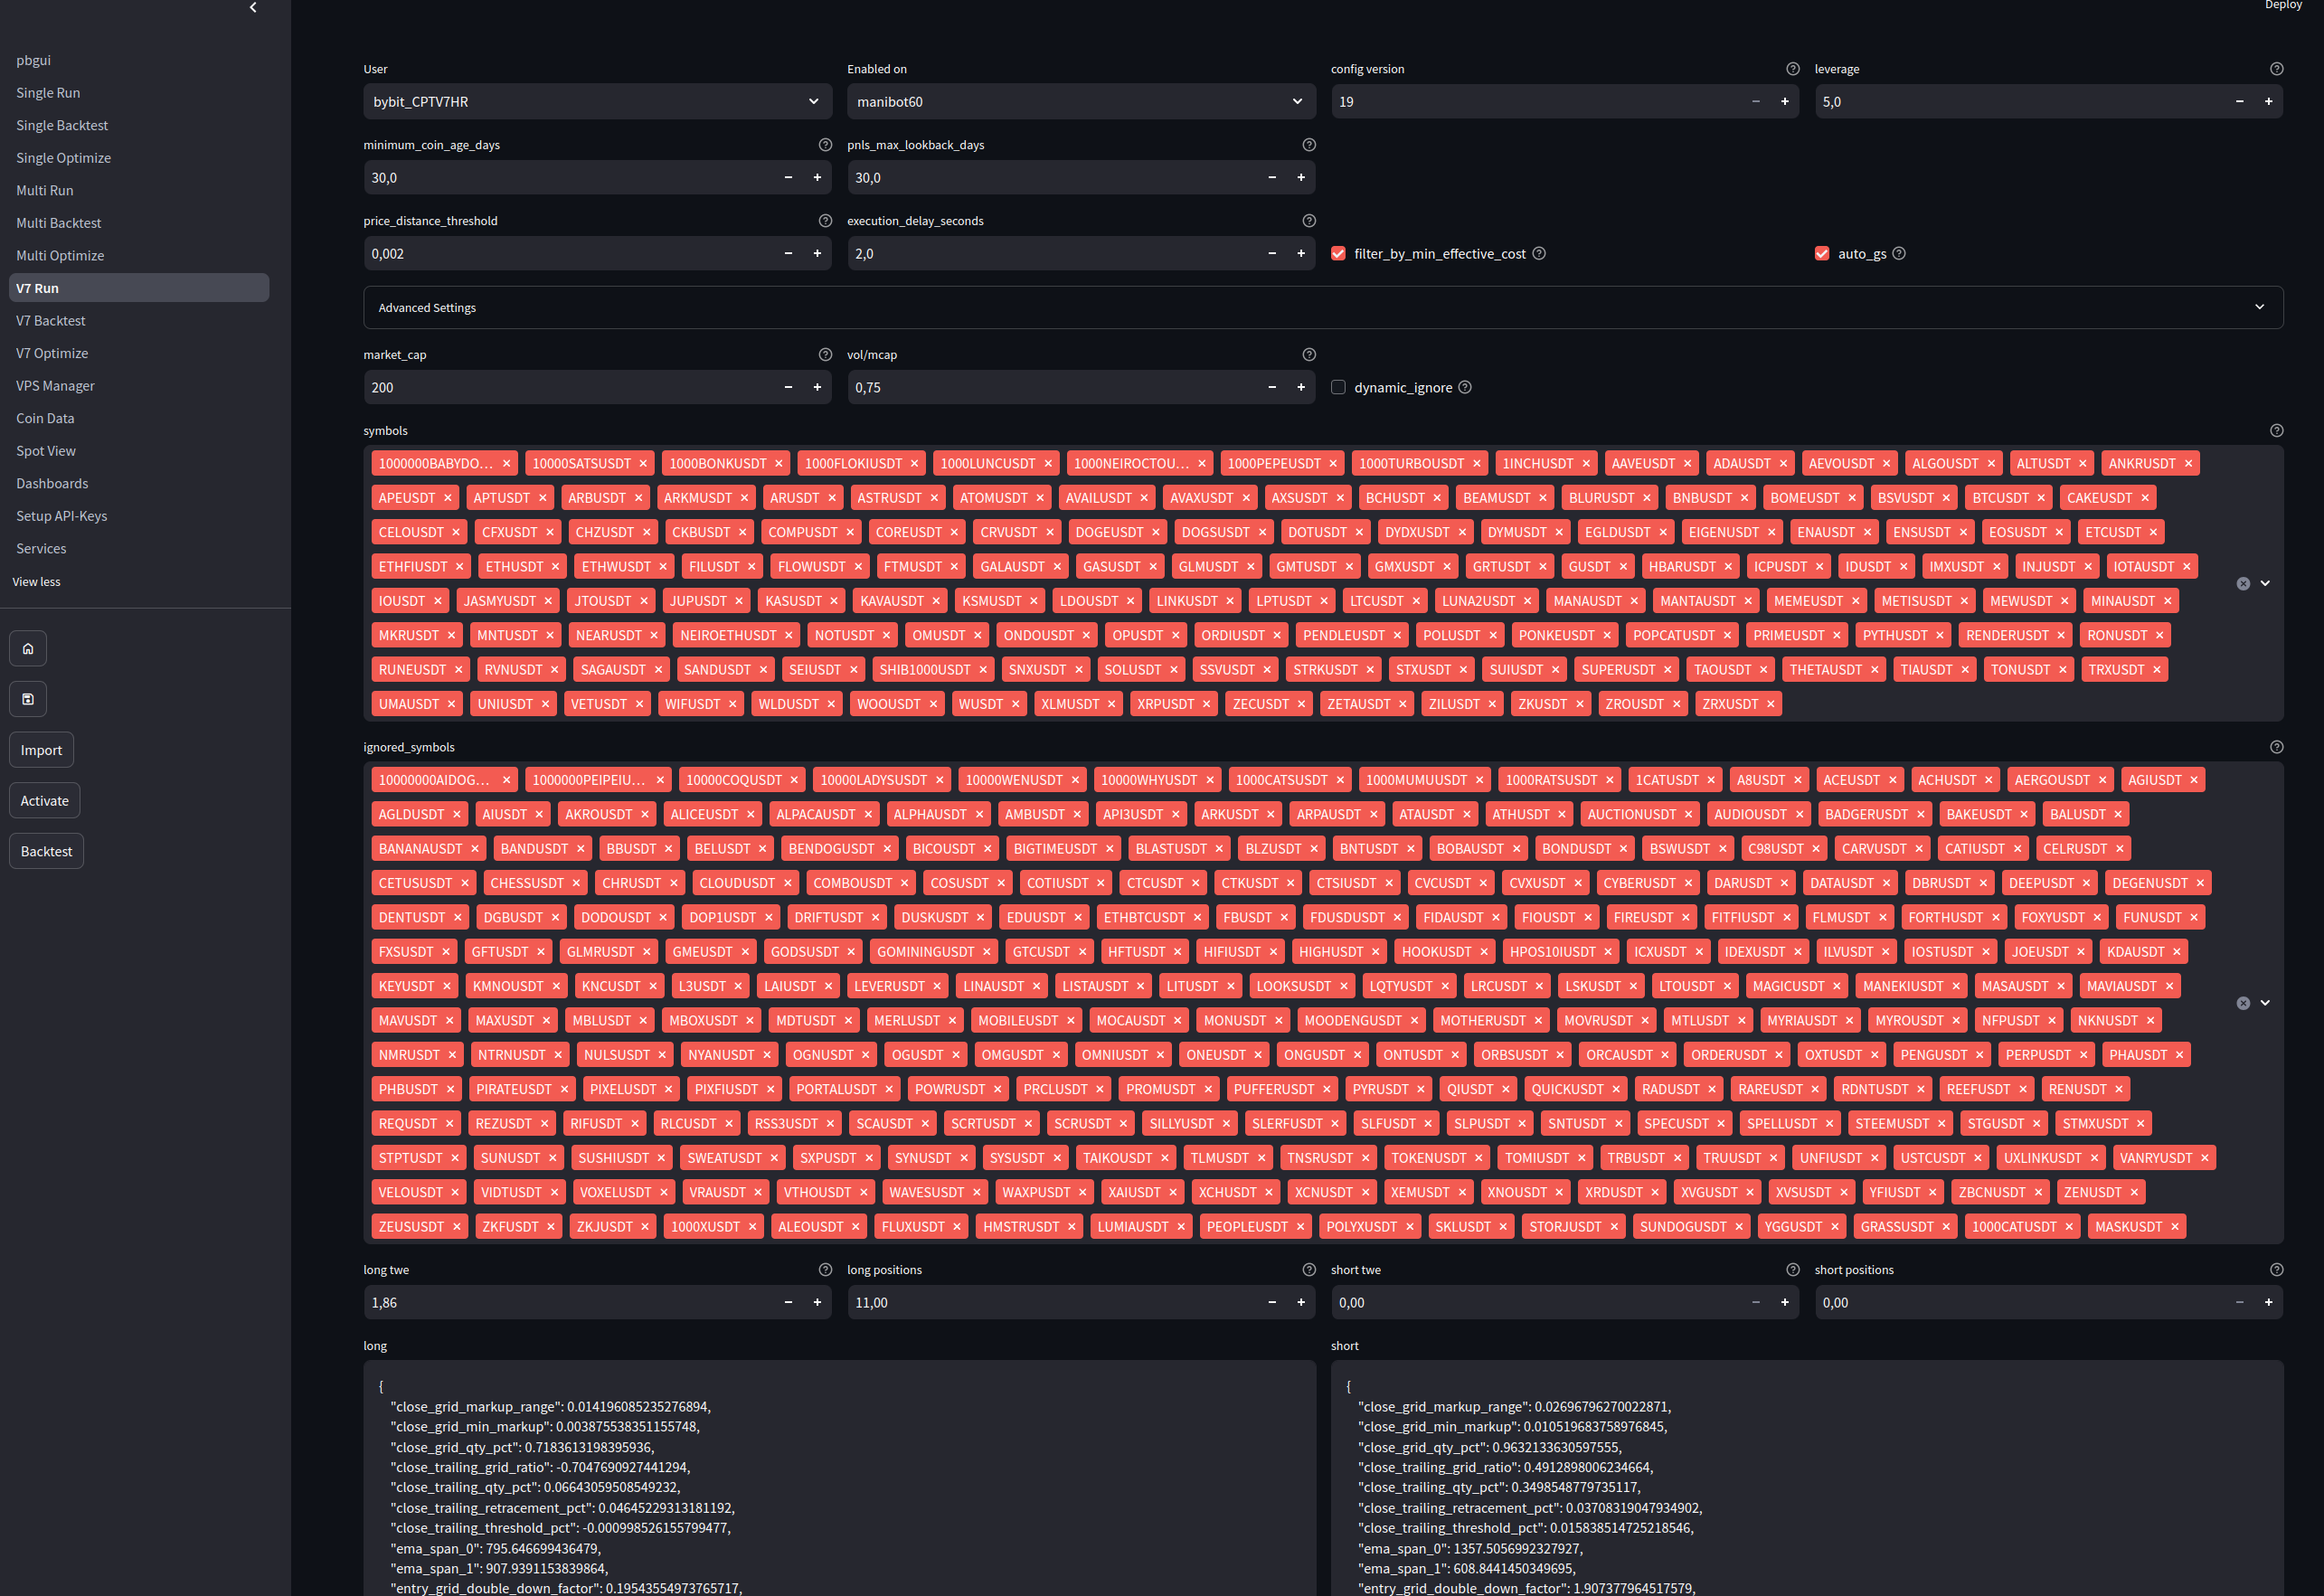 Deploy
pbgui
Single Run
Single Backtest
Single Optimize
Multi Run
Multi Backtest
Multi Optimize
V7 Run
V7 Backtest
V7 Optimize
VPS Manager
Coin Data
Spot View
Dashboards
Setup API-Keys
Services
View less
Import
Activate
Backtest
User Enabled on config version leverage
bybit_CPTV7HR manibot60 19 5,0
minimum_coin_age_days pnls_max_lookback_days
30,0 30,0
price_distance_threshold execution_delay_seconds
0,002 2,0 filter_by_min_effective_cost auto_gs
Advanced Settings
market_cap vol/mcap
200 0,75 dynamic_ignore
symbols
1000000BABYDO... 10000SATSUSDT 1000BONKUSDT 1000FLOKIUSDT 1000LUNCUSDT 1000NEIROCTOU... 1000PEPEUSDT 1000TURBOUSDT 1INCHUSDT AAVEUSDT ADAUSDT AEVOUSDT ALGOUSDT ALTUSDT ANKRUSDT
APEUSDT APTUSDT ARBUSDT ARKMUSDT ARUSDT ASTRUSDT ATOMUSDT AVAILUSDT AVAXUSDT AXSUSDT BCHUSDT BEAMUSDT BLURUSDT BNBUSDT BOMEUSDT BSVUSDT BTCUSDT CAKEUSDT
CELOUSDT CFXUSDT CHZUSDT CKBUSDT COMPUSDT COREUSDT CRVUSDT DOGEUSDT DOGSUSDT DOTUSDT DYDXUSDT DYMUSDT EGLDUSDT EIGENUSDT ENAUSDT ENSUSDT EOSUSDT ETCUSDT
ETHFIUSDT ETHUSDT ETHWUSDT FILUSDT FLOWUSDT FTMUSDT GALAUSDT GASUSDT GLMUSDT GMTUSDT GMXUSDT GRTUSDT GUSDT HBARUSDT ICPUSDT IDUSDT IMXUSDT INJUSDT IOTAUSDT
IOUSDT JASMYUSDT JTOUSDT JUPUSDT KASUSDT KAVAUSDT KSMUSDT LDOUSDT LINKUSDT LPTUSDT LTCUSDT LUNA2USDT MANAUSDT MANTAUSDT MEMEUSDT METISUSDT MEWUSDT MINAUSDT
MKRUSDT MNTUSDT NEARUSDT NEIROETHUSDT NOTUSDT OMUSDT ONDOUSDT OPUSDT ORDIUSDT PENDLEUSDT POLUSDT PONKEUSDT POPCATUSDT PRIMEUSDT PYTHUSDT RENDERUSDT RONUSDT
RUNEUSDT RVNUSDT SAGAUSDT SANDUSDT SEIUSDT SHIB1000USDT SNXUSDT SOLUSDT SSVUSDT STRKUSDT STXUSDT SUIUSDT SUPERUSDT TAOUSDT THETAUSDT TIAUSDT TONUSDT TRXUSDT
UMAUSDT UNIUSDT VETUSDT WIFUSDT WLDUSDT WOOUSDT WUSDT XLMUSDT XRPUSDT ZECUSDT ZETAUSDT ZILUSDT ZKUSDT ZROUSDT ZRXUSDT
ignored_symbols
10000000AIDOG... 1000000PEIPEIU... 10000COQUSDT 10000LADYSUSDT 10000WENUSDT 10000WHYUSDT 1000CATSUSDT 1000MUMUUSDT 1000RATSUSDT 1CATUSDT A8USDT ACEUSDT ACHUSDT AERGOUSDT AGIUSDT
AGLDUSDT AIUSDT AKROUSDT ALICEUSDT ALPACAUSDT ALPHAUSDT AMBUSDT API3USDT ARKUSDT ARPAUSDT ATAUSDT ATHUSDT AUCTIONUSDT AUDIOUSDT BADGERUSDT BAKEUSDT BALUSDT
BANANAUSDT BANDUSDT BBUSDT BELUSDT BENDOGUSDT BICOUSDT BIGTIMEUSDT BLASTUSDT BLZUSDT BNTUSDT BOBAUSDT BONDUSDT BSWUSDT C98USDT CARVUSDT CATIUSDT CELRUSDT
CETUSUSDT CHESSUSDT CHRUSDT CLOUDUSDT COMBOUSDT COSUSDT COTIUSDT CTCUSDT CTKUSDT CTSIUSDT CVCUSDT CVXUSDT CYBERUSDT DARUSDT DATAUSDT DBRUSDT DEEPUSDT DEGENUSDT
DENTUSDT DGBUSDT DODOUSDT DOP1USDT DRIFTUSDT DUSKUSDT EDUUSDT ETHBTCUSDT FBUSDT FDUSDUSDT FIDAUSDT FIOUSDT FIREUSDT FITFIUSDT FLMUSDT FORTHUSDT FOXYUSDT FUNUSDT
FXSUSDT GFTUSDT GLMRUSDT GMEUSDT GODSUSDT GOMININGUSDT GTCUSDT HFTUSDT HIFIUSDT HIGHUSDT HOOKUSDT HPOS10IUSDT ICXUSDT IDEXUSDT ILVUSDT IOSTUSDT JOEUSDT KDAUSDT
KEYUSDT KMNOUSDT KNCUSDT L3USDT LAIUSDT LEVERUSDT LINAUSDT LISTAUSDT LITUSDT LOOKSUSDT LQTYUSDT LRCUSDT LSKUSDT LTOUSDT MAGICUSDT MANEKIUSDT MASAUSDT MAVIAUSDT
MAVUSDT MAXUSDT MBLUSDT MBOXUSDT MDTUSDT MERLUSDT MOBILEUSDT MOCAUSDT MONUSDT MOODENGUSDT MOTHERUSDT MOVRUSDT MTLUSDT MYRIAUSDT MYROUSDT NFPUSDT NKNUSDT
NMRUSDT NTRNUSDT NULSUSDT NYANUSDT OGNUSDT OGUSDT OMGUSDT OMNIUSDT ONEUSDT ONGUSDT ONTUSDT ORBSUSDT ORCAUSDT ORDERUSDT OXTUSDT PENGUSDT PERPUSDT PHAUSDT
PHBUSDT PIRATEUSDT PIXELUSDT PIXFIUSDT PORTALUSDT POWRUSDT PRCLUSDT PROMUSDT PUFFERUSDT PYRUSDT QIUSDT QUICKUSDT RADUSDT RAREUSDT RDNTUSDT REEFUSDT RENUSDT
REQUSDT REZUSDT RIFUSDT RLCUSDT RSS3USDT SCAUSDT SCRTUSDT SCRUSDT SILLYUSDT SLERFUSDT SLFUSDT SLPUSDT SNTUSDT SPECUSDT SPELLUSDT STEEMUSDT STGUSDT STMXUSDT
STPTUSDT SUNUSDT SUSHIUSDT SWEATUSDT SXPUSDT SYNUSDT SYSUSDT TAIKOUSDT TLMUSDT TNSRUSDT TOKENUSDT TOMIUSDT TRBUSDT TRUUSDT UNFIUSDT USTCUSDT UXLINKUSDT VANRYUSDT
VELOUSDT VIDTUSDT VOXELUSDT VRAUSDT VTHOUSDT WAVESUSDT WAXPUSDT XAIUSDT XCHUSDT XCNUSDT XEMUSDT XNOUSDT XRDUSDT XVGUSDT XVSUSDT YFIUSDT ZBCNUSDT ZENUSDT
ZEUSUSDT ZKFUSDT ZKJUSDT 1000XUSDT ALEOUSDT FLUXUSDT HMSTRUSDT LUMIAUSDT PEOPLEUSDT POLYXUSDT SKLUSDT STORJUSDT SUNDOGUSDT YGGUSDT GRASSUSDT 1000CATUSDT MASKUSDT
long twe long positions short twe short positions
1,86 11,00 0,00 0,00
long
{
"close_grid_markup_range": 0.014196085235276894,
"close_grid_min_markup": 0.003875538351155748,
"close_grid_qty_pct": 0.7183613198395936,
"close_trailing_grid_ratio": -0.7047690927441294,
"close_trailing_qty_pct": 0.06643059508549232,
"close_trailing_retracement_pct": 0.04645229313181192,
"close_trailing_threshold_pct": -0.000998526155799477,
"ema_span_0": 795.646699436479,
"ema_span_1": 907.9391153839864,
"entry_grid_double_down_factor": 0.19543554973765717,
short
{
"close_grid_markup_range": 0.02696796270022871,
"close_grid_min_markup": 0.010519683758976845,
"close_grid_qty_pct": 0.9632133630597555,
"close_trailing_grid_ratio": 0.4912898006234664,
"close_trailing_qty_pct": 0.3498548779735117,
"close_trailing_retracement_pct": 0.03708319047934902,
"close_trailing_threshold_pct": 0.015838514725218546,
"ema_span_0": 1357.5056992327927,
"ema_span_1": 608.8441450349695,
"entry_grid_double_down_factor": 1.907377964517579,